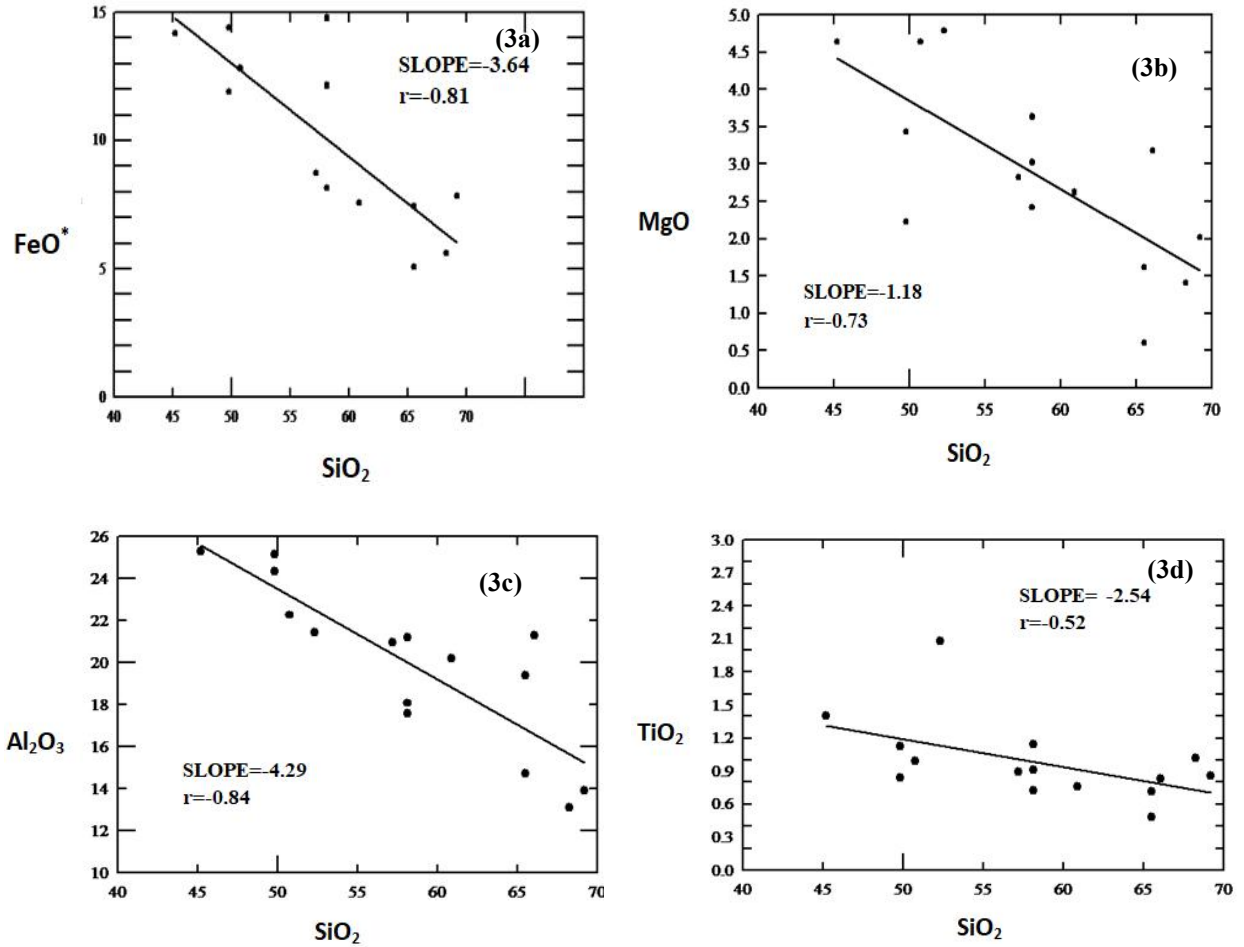 (3a)
SLOPE=-3.64
r=-0.81
15
10
5
0
FeO*
40 45 50 55 60 65 70
SiO₂
(3b)
5.0
4.5
4.0
3.5
3.0
2.5
2.0
1.5
1.0
0.5
0.0
MgO
SLOPE=-1.18
r=-0.73
40 45 50 55 60 65 70
SiO₂
(3c)
26
24
22
20
18
16
14
12
10
Al₂O₃
SLOPE=-4.29
r=-0.84
40 45 50 55 60 65 70
SiO₂
(3d)
SLOPE= -2.54
r=-0.52
3.0
2.7
2.4
2.1
1.8
1.2
0.9
0.6
0.3
0.0
TiO₂
40 45 50 55 60 65 70
SiO₂